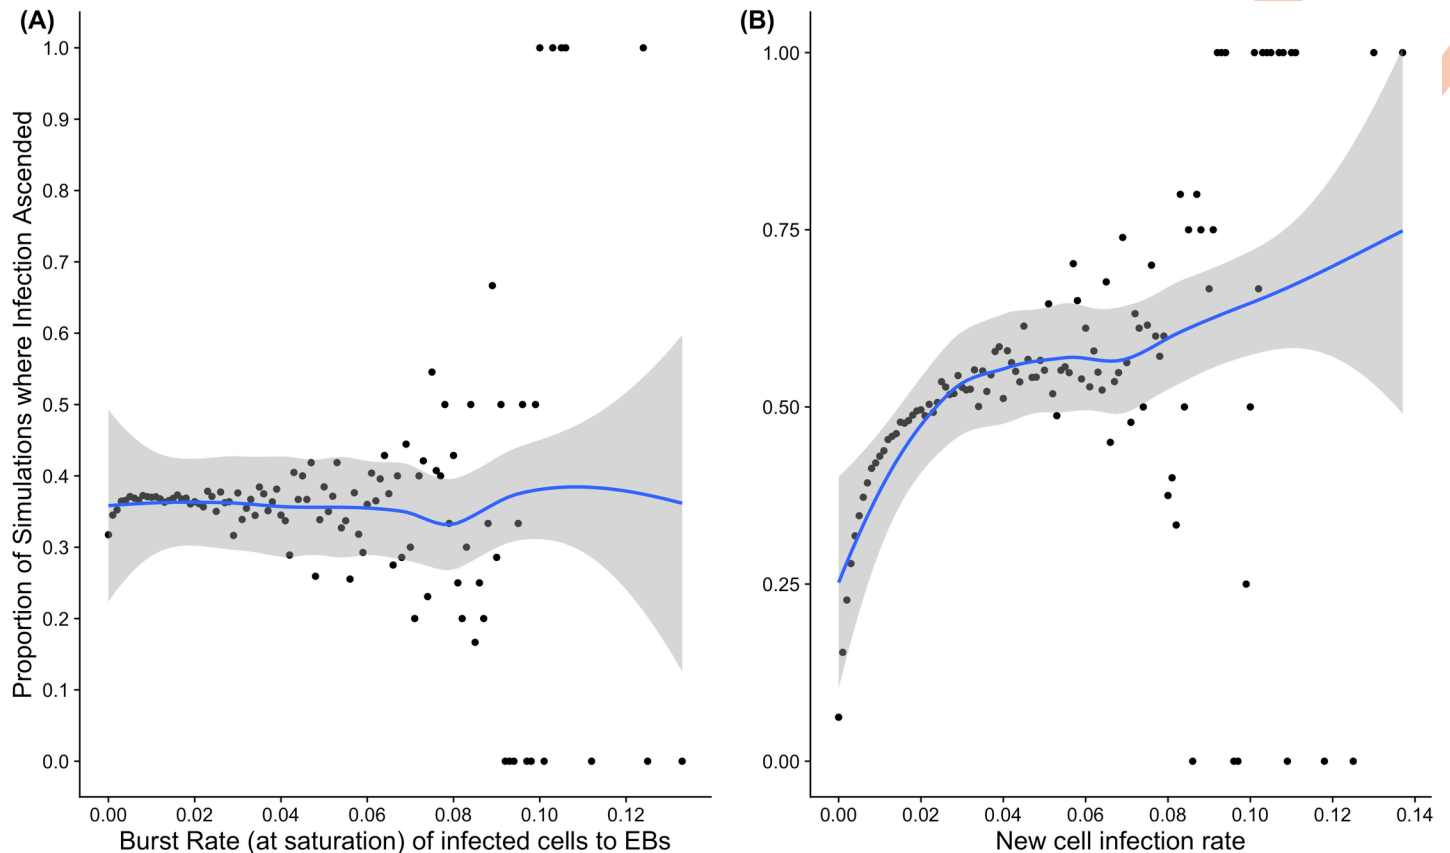 (A)
Proportion of Simulations where Infection Ascended
1.0
0.9
0.8
0.7
0.6
0.5
0.4
0.3
0.2
0.1
0.0
0.00 0.02 0.04 0.06 0.08 0.10 0.12
Burst Rate (at saturation) of infected cells to EBs
(B)
1.00
0.75
0.50
0.25
0.00
0.00 0.02 0.04 0.06 0.08 0.10 0.12 0.14
New cell infection rate